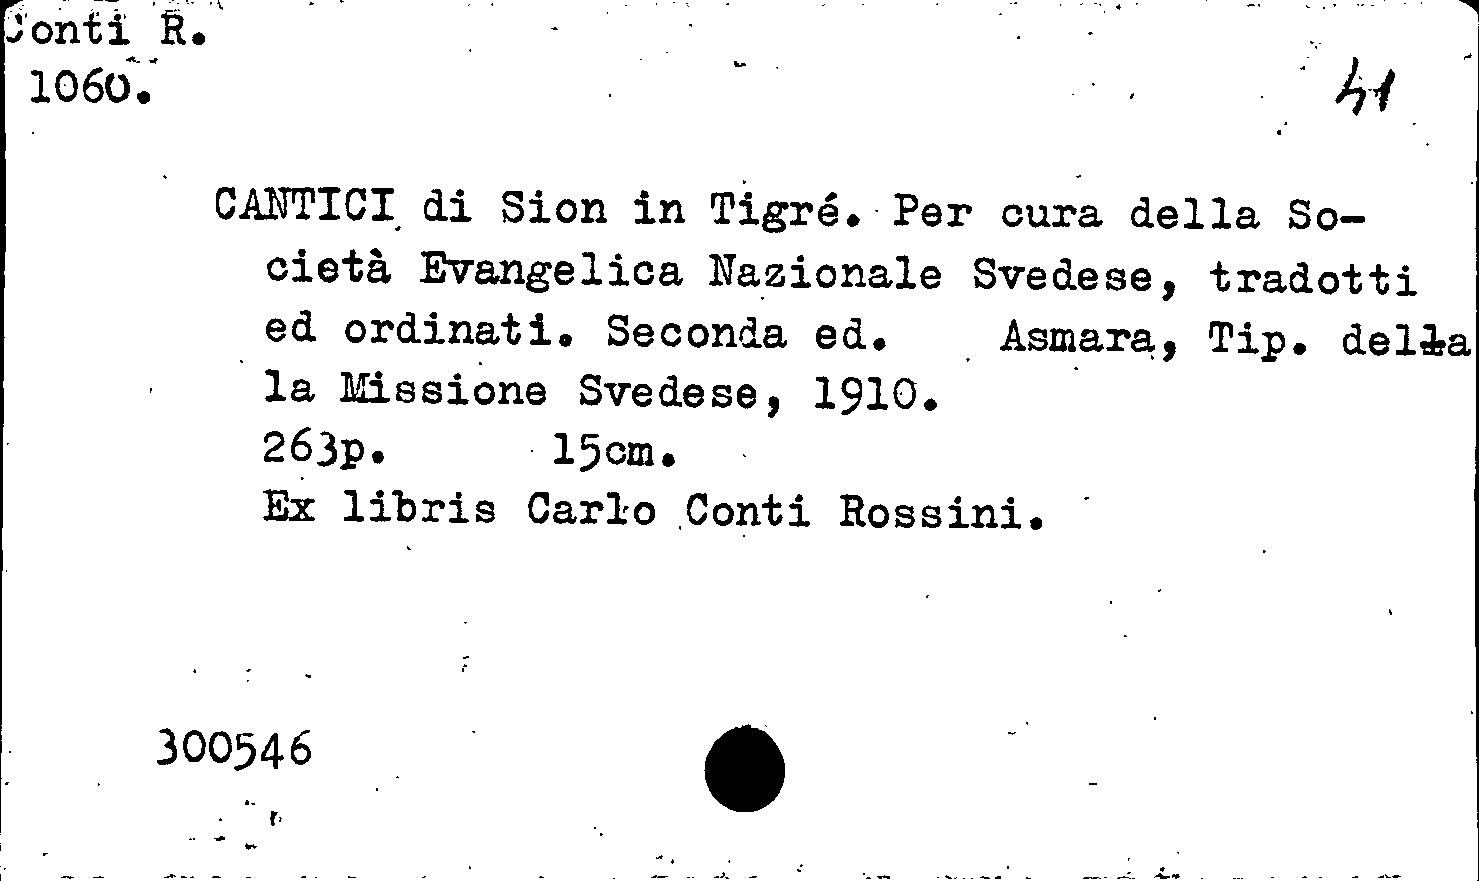 Conti R.
1060.
41
CANTICI di Sion in Tigré. Per cura della So-
cietà Evangelica Nazionale Svedese, tradotti
ed ordinati. Seconda ed. Asmara, Tip. della
la Missione Svedese, 1910.
263p. 15cm.
Ex libris Carlo Conti Rossini.
300546